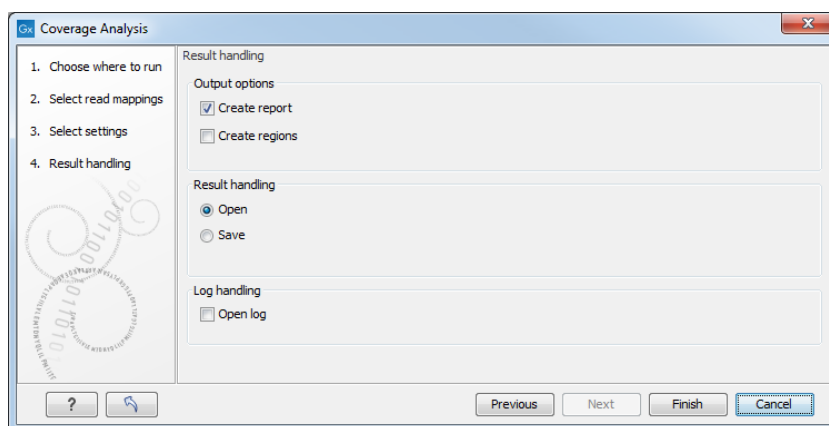 Gx Coverage Analysis
1. Choose where to run
2. Select read mappings
3. Select settings
4. Result handling
Result handling
Output options
Create report
Create regions
Result handling
Open
Save
Log handling
Open log
?
Previous
Next
Finish
Cancel